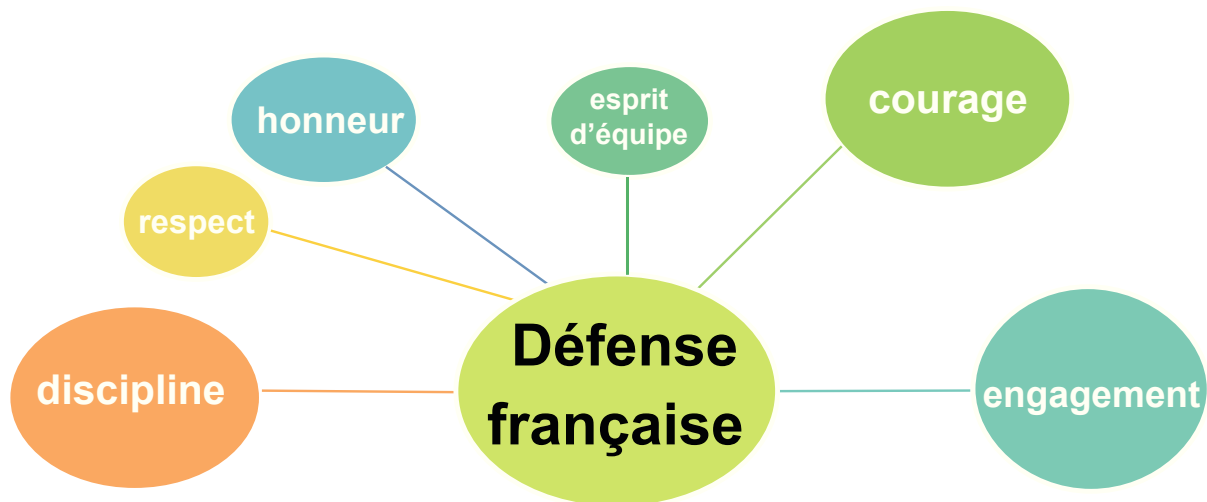 honneur
esprit
d’équipe
courage
respect
discipline
Défense
française
engagement